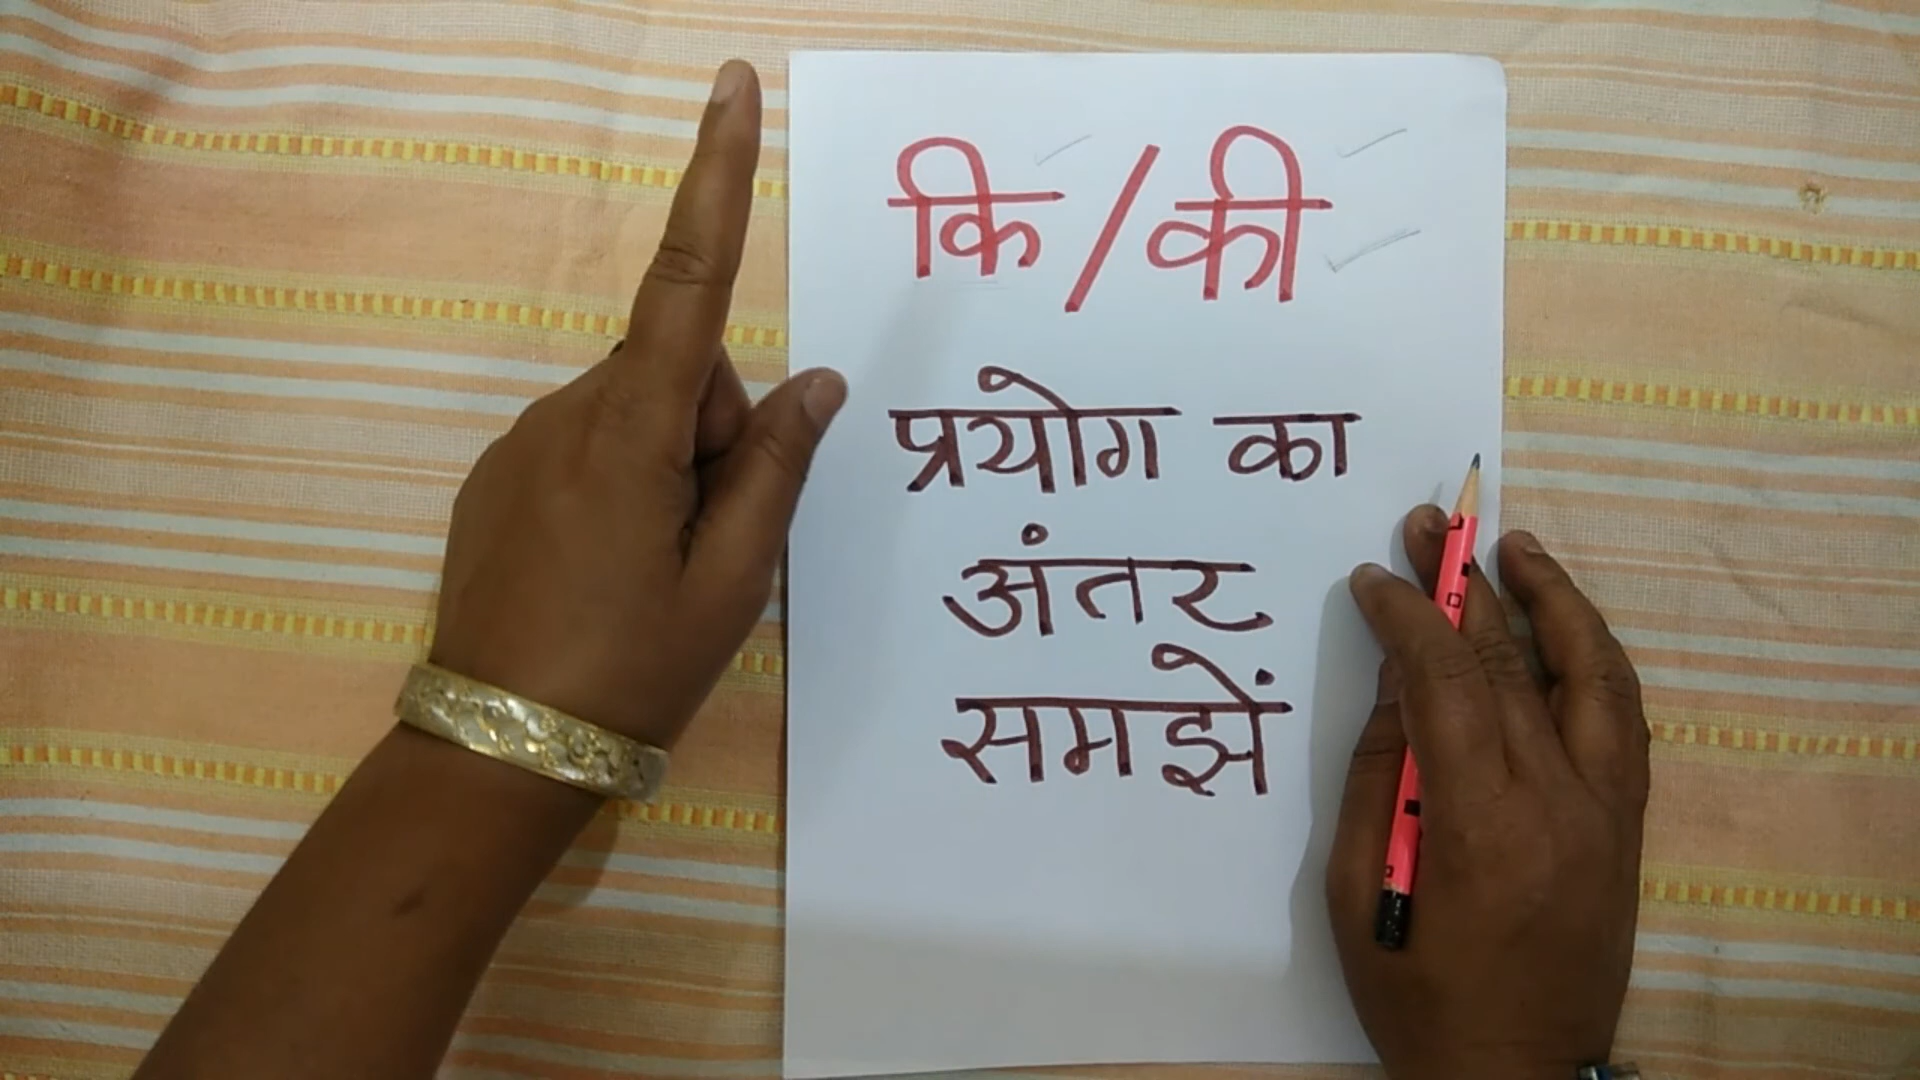 कि / की
प्रयोग का
अंतर
समझें